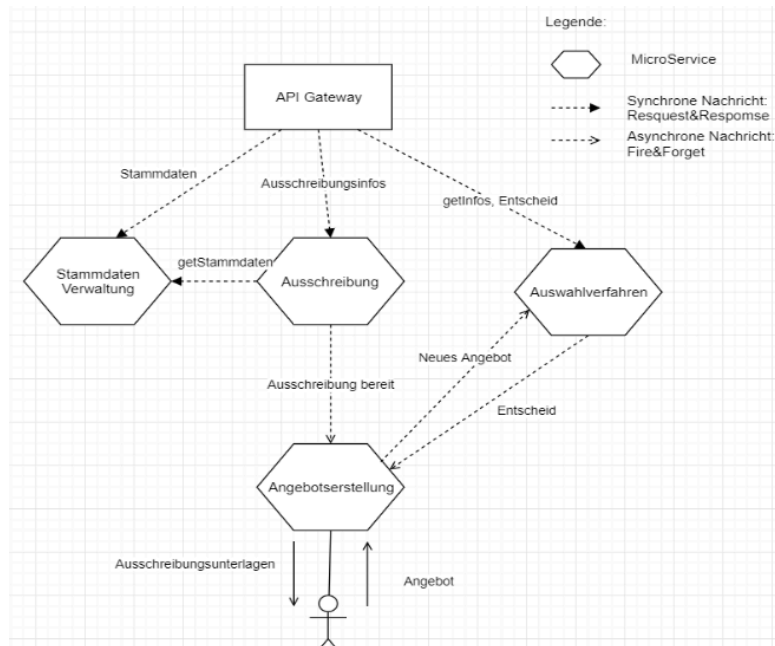 Legende:
MicroService
API Gateway
Synchrone Nachricht:
Resquest&Respomse
Asynchrone Nachricht:
Fire&Forget
Stammdaten
Ausschreibungsinfos
getInfos, Entscheid
getStammdaten
Stammdaten
Verwaltung
Ausschreibung
Auswahlverfahren
Neues Angebot
Ausschreibung bereit
Entscheid
Angebotserstellung
Ausschreibungsunterlagen
Angebot